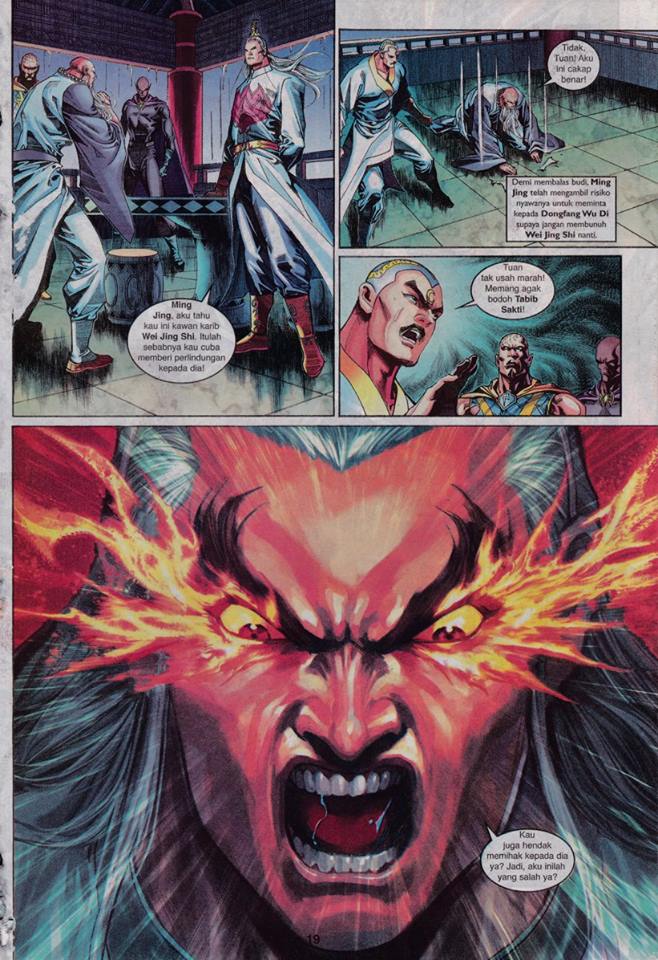 Ming
Jing, aku tahu
kau ini kawan karib
Wei Jing Shi. Itulah
sebabnya kau cuba
memberi perlindungan
kepada dia!
Tidak,
Tuan! Aku
ini cakap
benar!
Demi membalas budi, Ming
Jing telah mengambil risiko
nyawanya untuk meminta
kepada Dongfang Wu Di
supaya jangan membunuh
Wei Jing Shi nanti.
Tuan
tak usah marah!
Memang agak
bodoh Tabib
Sakti!
Kau
juga hendak
memihak kepada dia
ya? Jadi, aku inilah
yang salah ya?
19